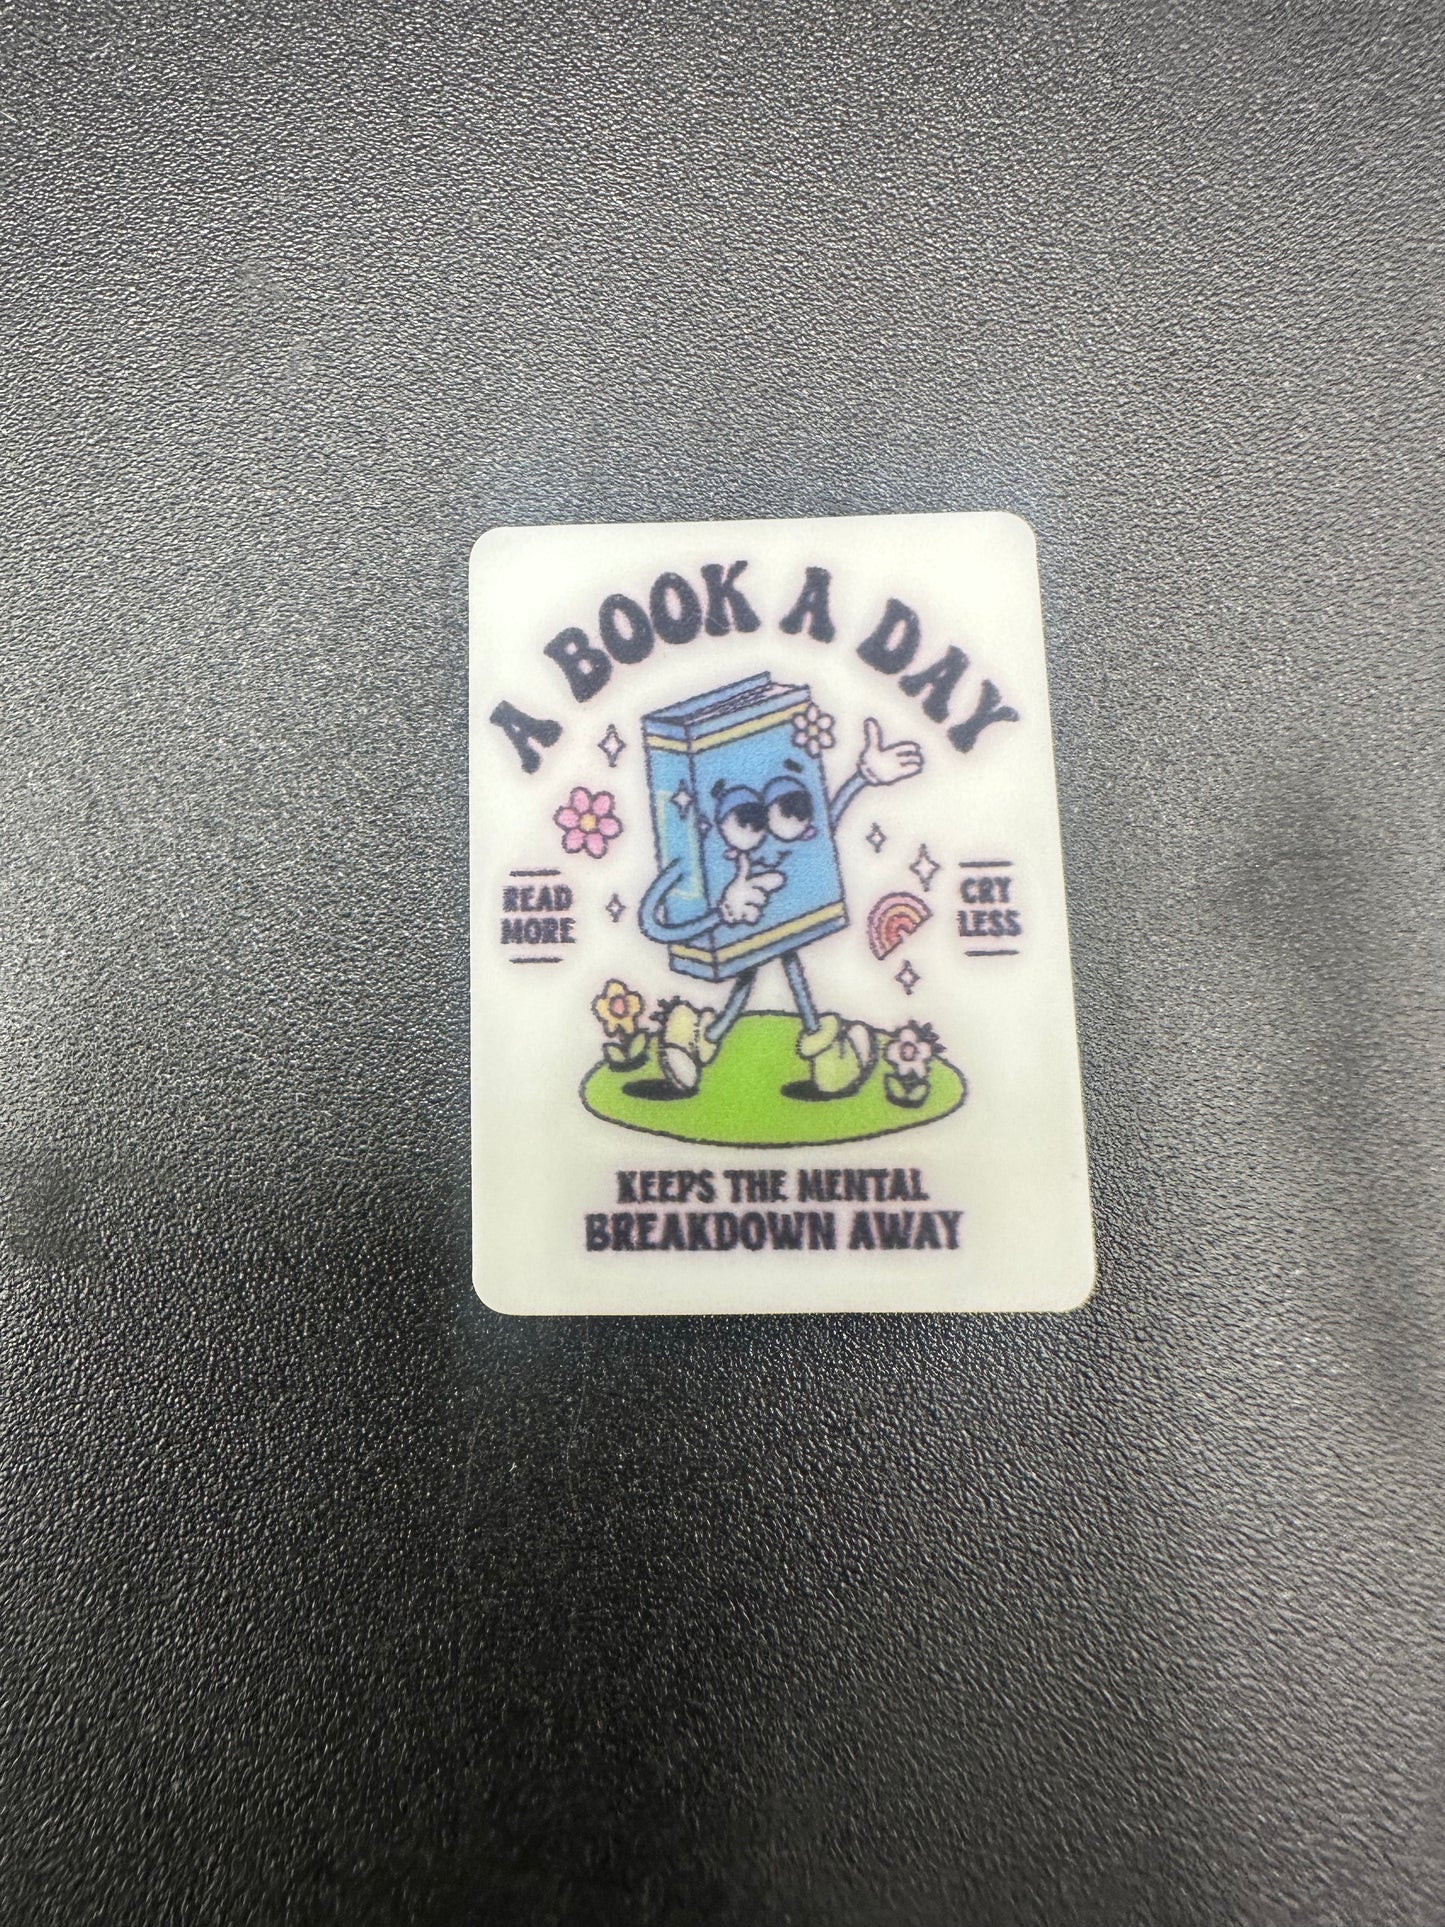 A BOOK A DAY
READ
MORE
CRY
LESS
KEEPS THE MENTAL
BREAKDOWN AWAY